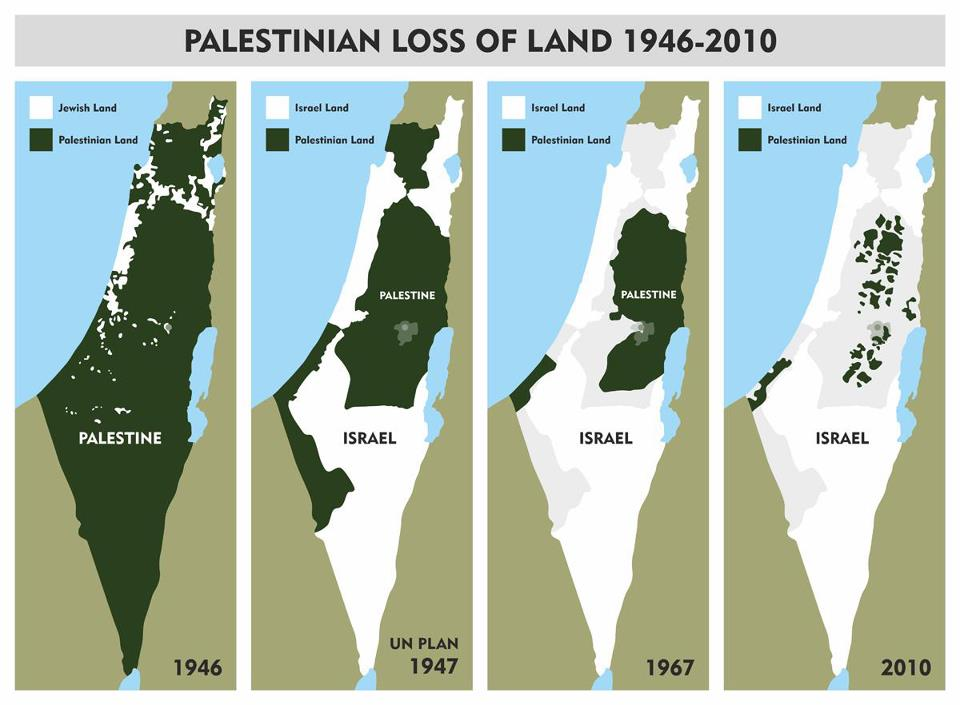 PALESTINIAN LOSS OF LAND 1946-2010
Jewish Land
Palestinian Land
PALESTINE
1946
Israel Land
Palestinian Land
PALESTINE
ISRAEL
UN PLAN
1947
Israel Land
Palestinian Land
PALESTINE
ISRAEL
1967
Israel Land
Palestinian Land
ISRAEL
2010